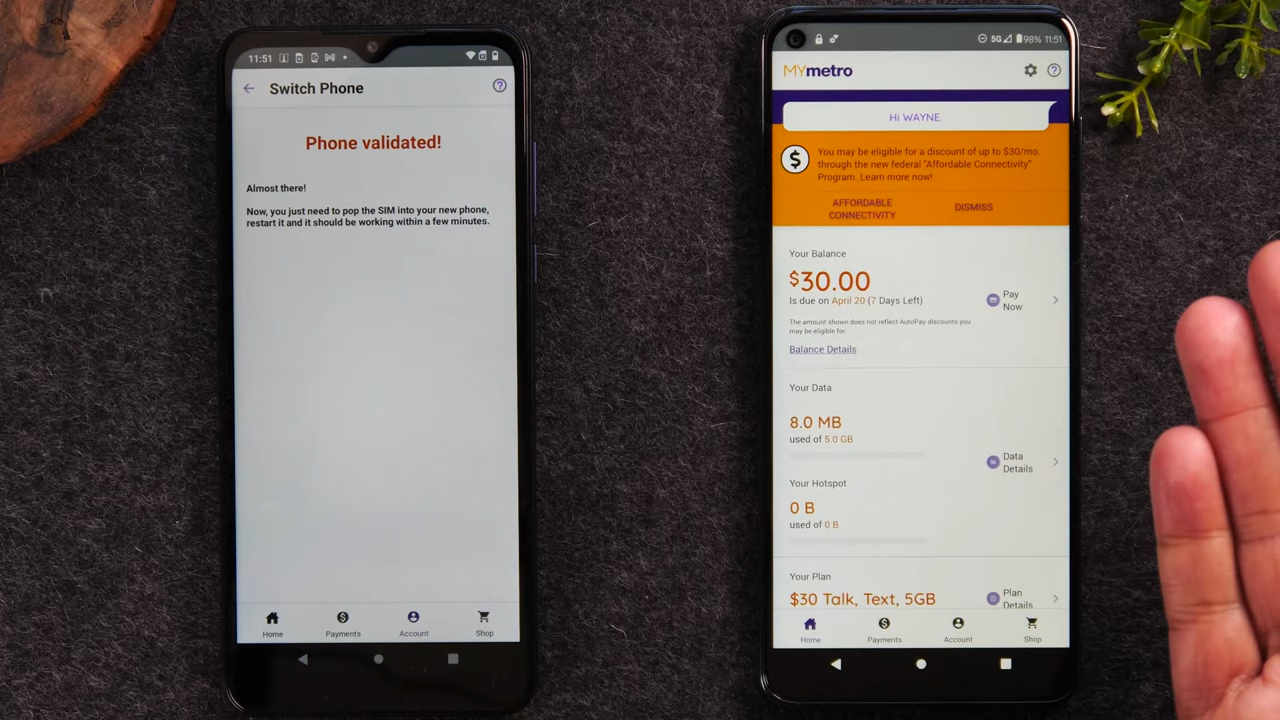 11:51
Switch Phone
Phone validated!
Almost there!
Now, you just need to pop the SIM into your new phone,
restart it and it should be working within a few minutes.
Home
Payments
Account
Shop
5G
98% 11:51
MYmetro
Hi WAYNE.
$
You may be eligible for a discount of up to $30/mo.
through the new federal "Affordable Connectivity"
Program. Learn more now!
AFFORDABLE
CONNECTIVITY
DISMISS
Your Balance
$30.00
Is due on April 20 (7 Days Left)
Pay
Now
The amount shown does not reflect AutoPay discounts you
may be eligible for.
Balance Details
Your Data
8.0 MB
used of 5.0 GB
Data
Details
Your Hotspot
0 B
used of 0 B
Your Plan
$30 Talk, Text, 5GB
Plan
Details
Home
Payments
Account
Shop